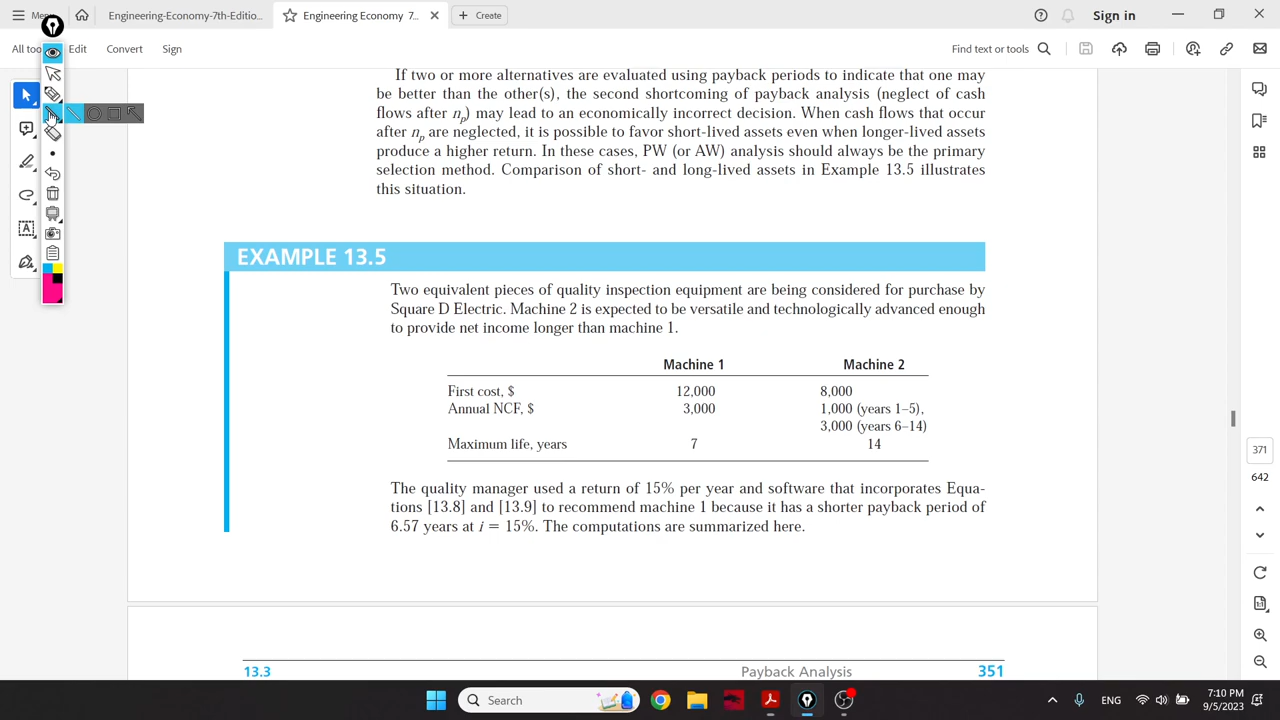 Engineering-Economy-7th-Editio...
Engineering Economy 7...
Create
Sign in
Edit
Convert
Sign
Find text or tools
If two or more alternatives are evaluated using payback periods to indicate that one may
be better than the other(s), the second shortcoming of payback analysis (neglect of cash
flows after np) may lead to an economically incorrect decision. When cash flows that occur
after np are neglected, it is possible to favor short-lived assets even when longer-lived assets
produce a higher return. In these cases, PW (or AW) analysis should always be the primary
selection method. Comparison of short- and long-lived assets in Example 13.5 illustrates
this situation.
EXAMPLE 13.5
Two equivalent pieces of quality inspection equipment are being considered for purchase by
Square D Electric. Machine 2 is expected to be versatile and technologically advanced enough
to provide net income longer than machine 1.
Machine 1 Machine 2
First cost, $ 12,000 8,000
Annual NCF, $ 3,000 1,000 (years 1–5),
3,000 (years 6–14)
Maximum life, years 7 14
The quality manager used a return of 15% per year and software that incorporates Equa-
tions [13.8] and [13.9] to recommend machine 1 because it has a shorter payback period of
6.57 years at i = 15%. The computations are summarized here.
13.3 Payback Analysis 351
371
642
Search
ENG
7:10 PM
9/5/2023